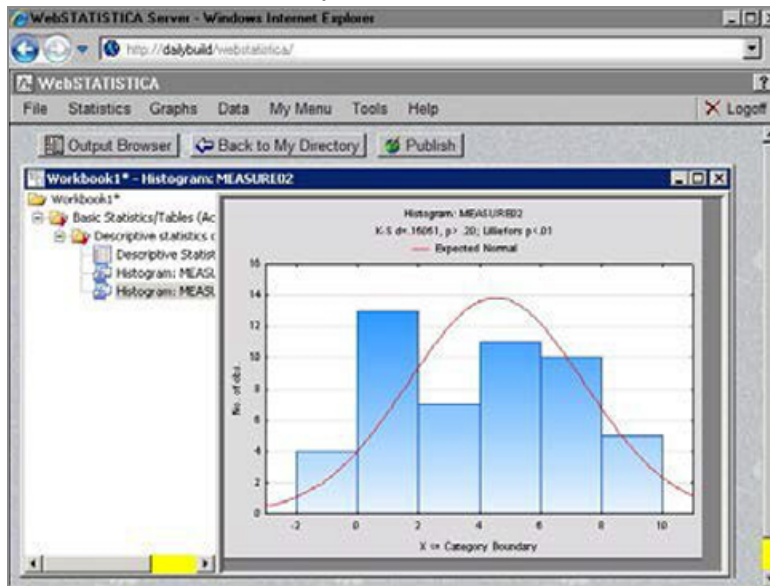 WebSTATISTICA Server - Windows Internet Explorer
http://dailybuild/webstatistica/
WebSTATISTICA
?
File Statistics Graphs Data My Menu Tools Help Logoff
Output Browser Back to My Directory Publish
Workbook1* - Histogram: MEASURE02
Workbook1*
Basic Statistics/Tables (Ac
Descriptive statistics c
Descriptive Statist
Histogram: MEASL
Histogram: MEASL
Histogram: MEASURE02
K-S d=.16061, p> .20; Lilliefors p<.01
Expected Normal
16
14
12
10
8
6
4
2
0
No. of obs.
-2 0 2 4 6 8 10
X <= Category Boundary